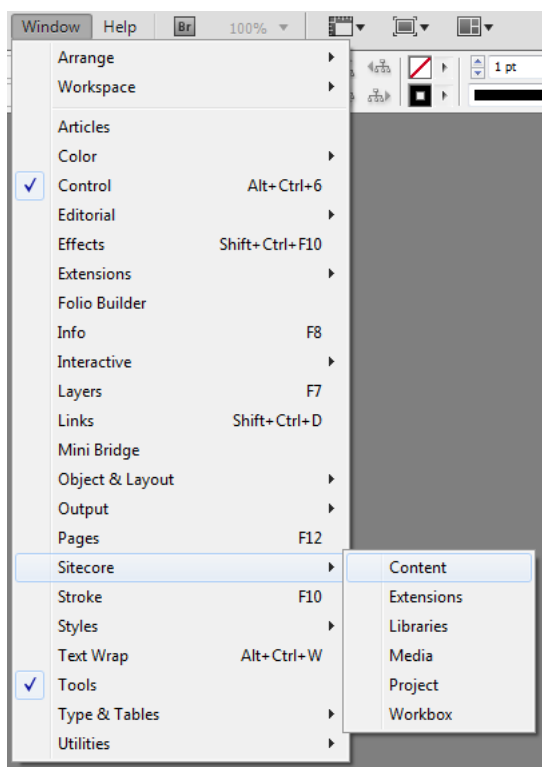 Window Help Br 100%
1 pt
Arrange
Workspace
Articles
Color
Control Alt+Ctrl+6
Editorial
Effects Shift+Ctrl+F10
Extensions
Folio Builder
Info F8
Interactive
Layers F7
Links Shift+Ctrl+D
Mini Bridge
Object & Layout
Output
Pages F12
Sitecore
Stroke F10
Styles
Text Wrap Alt+Ctrl+W
Tools
Type & Tables
Utilities
Content
Extensions
Libraries
Media
Project
Workbox